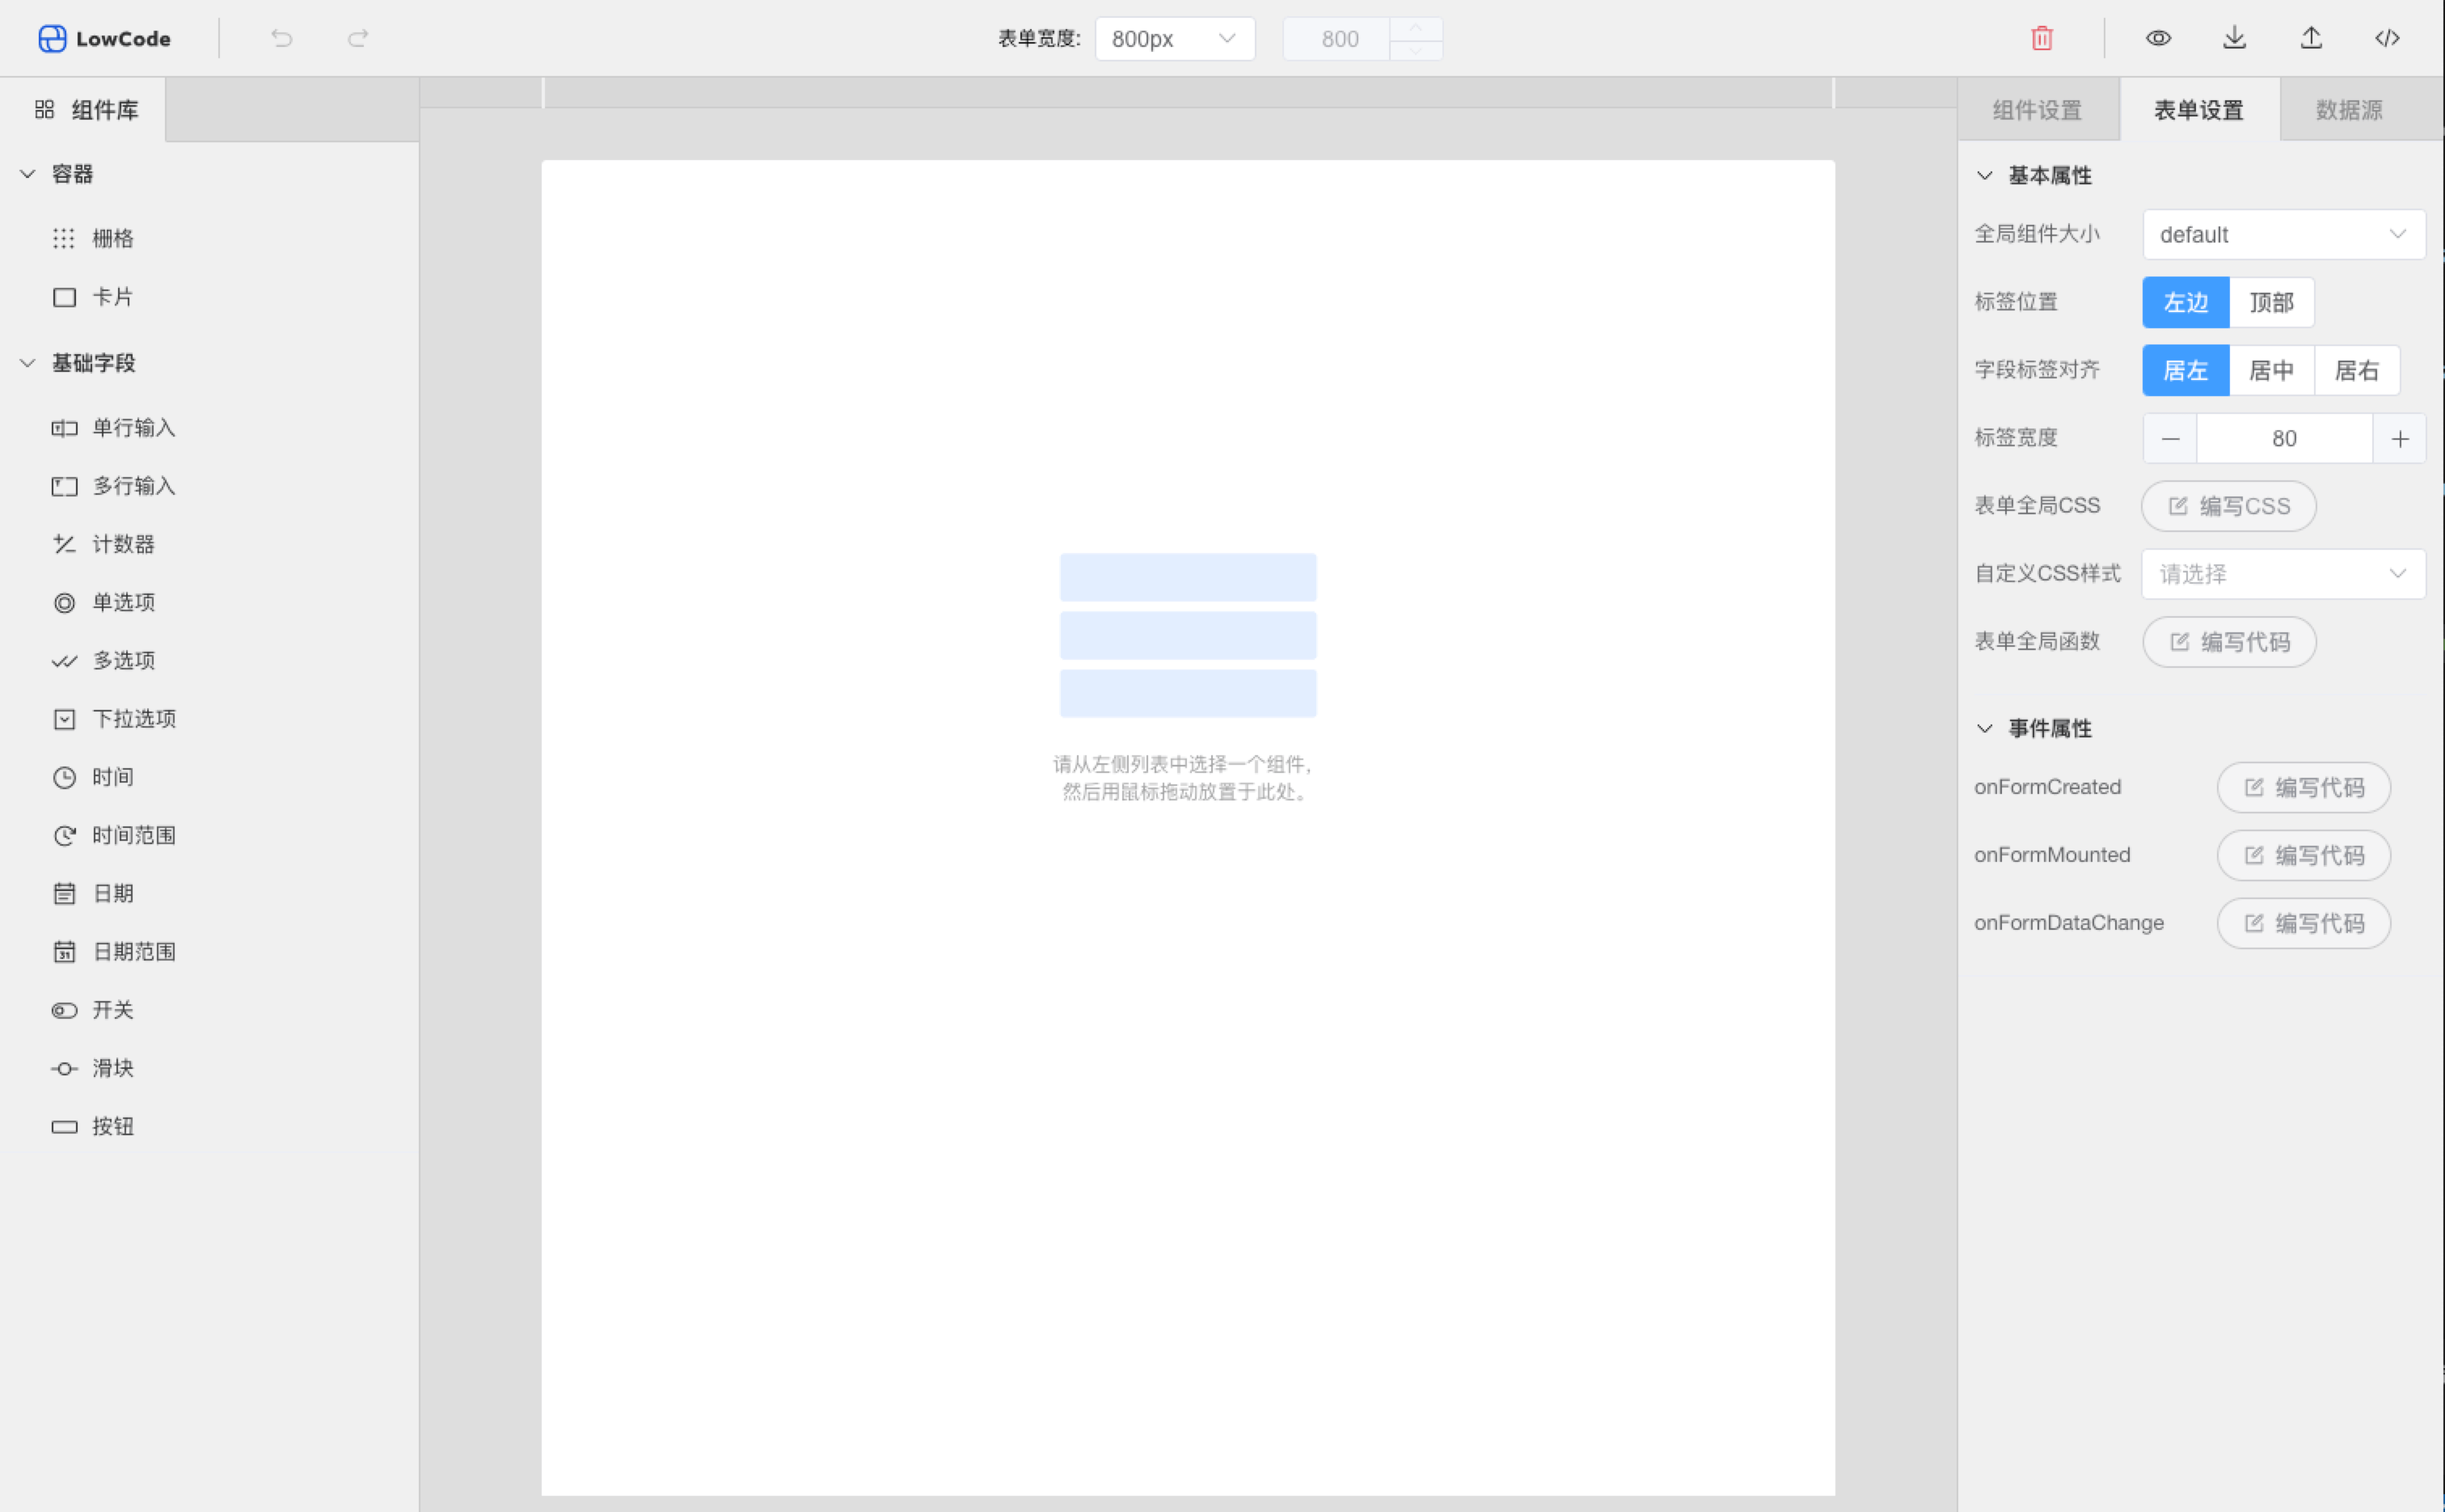 LowCode
表单宽度: 800px 800
组件库
容器
栅格
卡片
基础字段
单行输入
多行输入
计数器
单选项
多选项
下拉选项
时间
时间范围
日期
31 日期范围
开关
滑块
按钮
请从左侧列表中选择一个组件,
然后用鼠标拖动放置于此处。
组件设置 表单设置 数据源
基本属性
全局组件大小 default
标签位置 左边 顶部
字段标签对齐 居左 居中 居右
标签宽度 80
表单全局CSS 编写CSS
自定义CSS样式 请选择
表单全局函数 编写代码
事件属性
onFormCreated 编写代码
onFormMounted 编写代码
onFormDataChange 编写代码